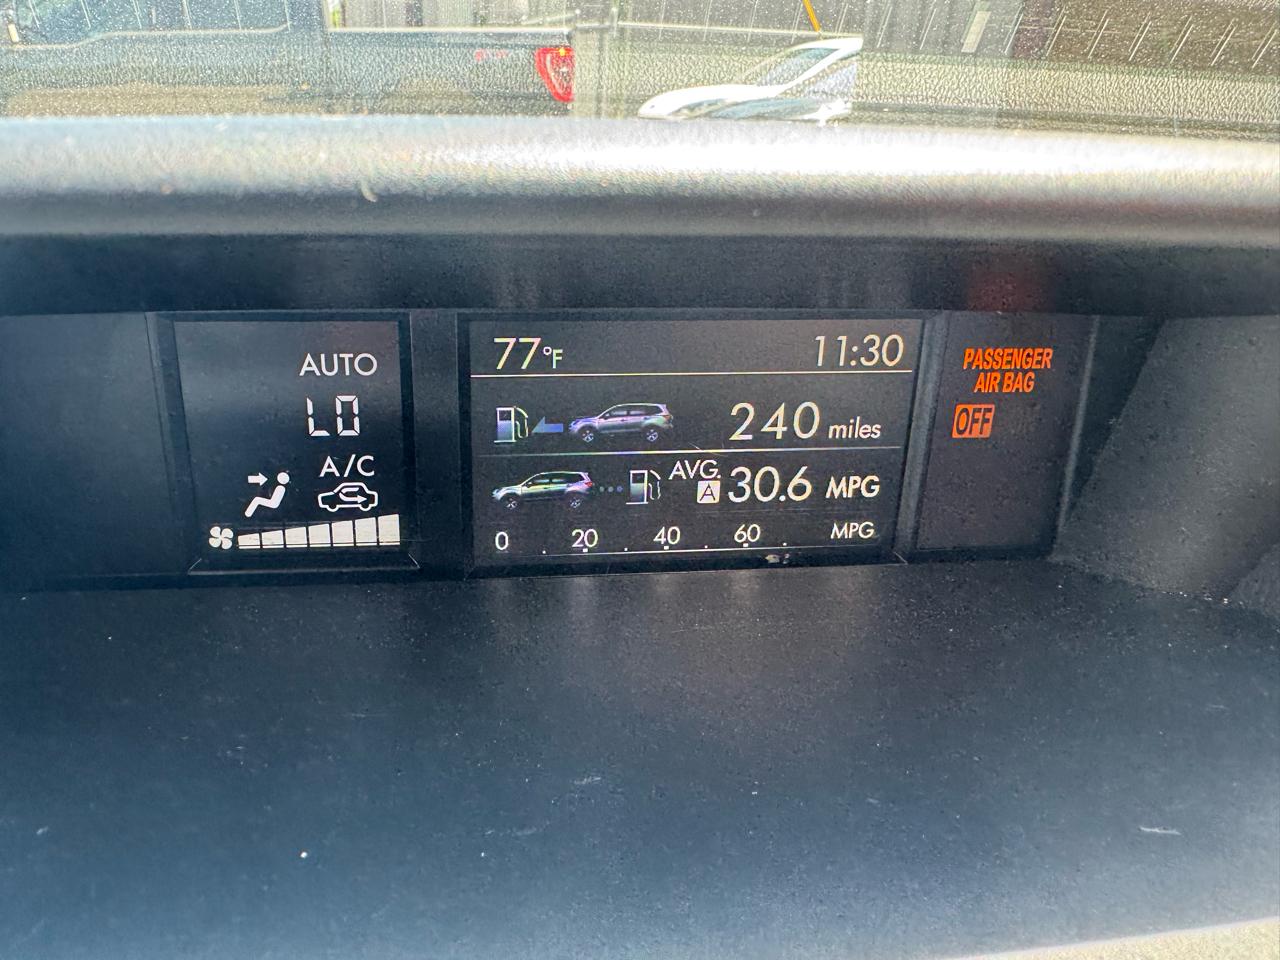 AUTO
LO
A/C
77°F 11:30
240 miles
AVG.
A 30.6 MPG
0 20 40 60 MPG
PASSENGER
AIR BAG
OFF